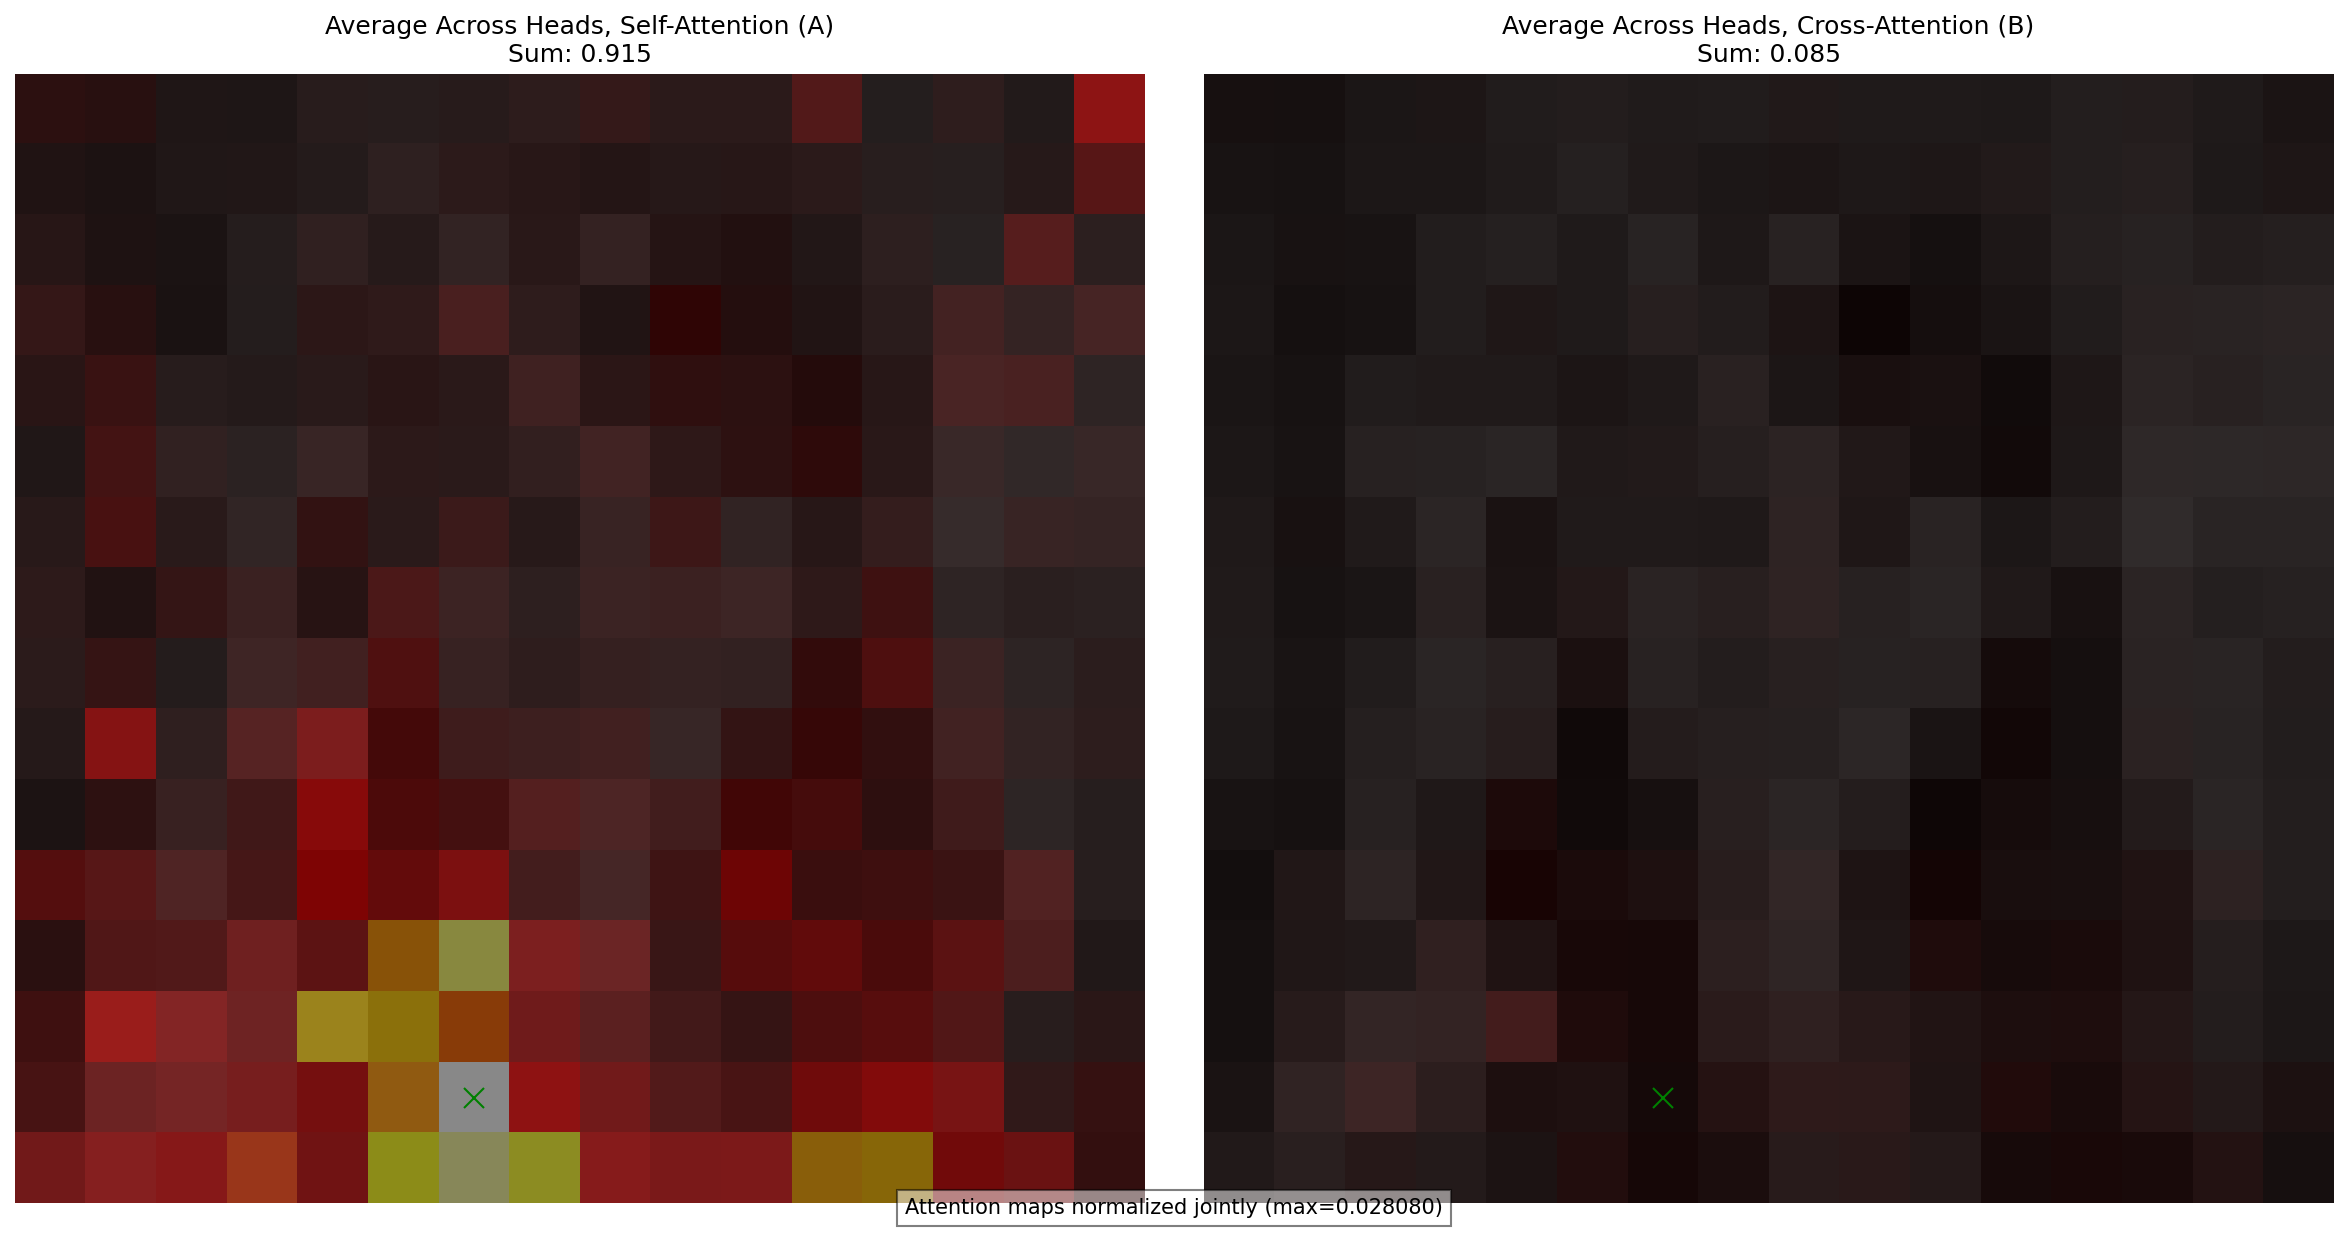 Average Across Heads, Self-Attention (A)
Sum: 0.915
Average Across Heads, Cross-Attention (B)
Sum: 0.085
Attention maps normalized jointly (max=0.028080)